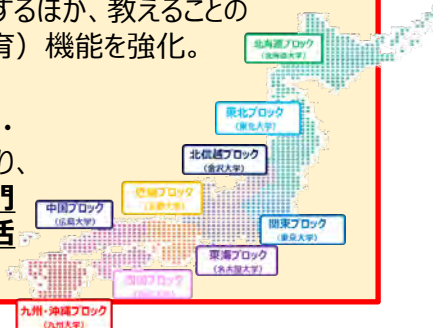 するほか、教えることの
育）機能を強化。
・
り、
門
活
北海道ブロック
（北海道大学）
東北ブロック
（東北大学）
北信越ブロック
（金沢大学）
近畿ブロック
中国ブロック
（広島大学）
関東ブロック
（東京大学）
東海ブロック
（名古屋大学）
四国ブロック
九州・沖縄ブロック
（九州大学）